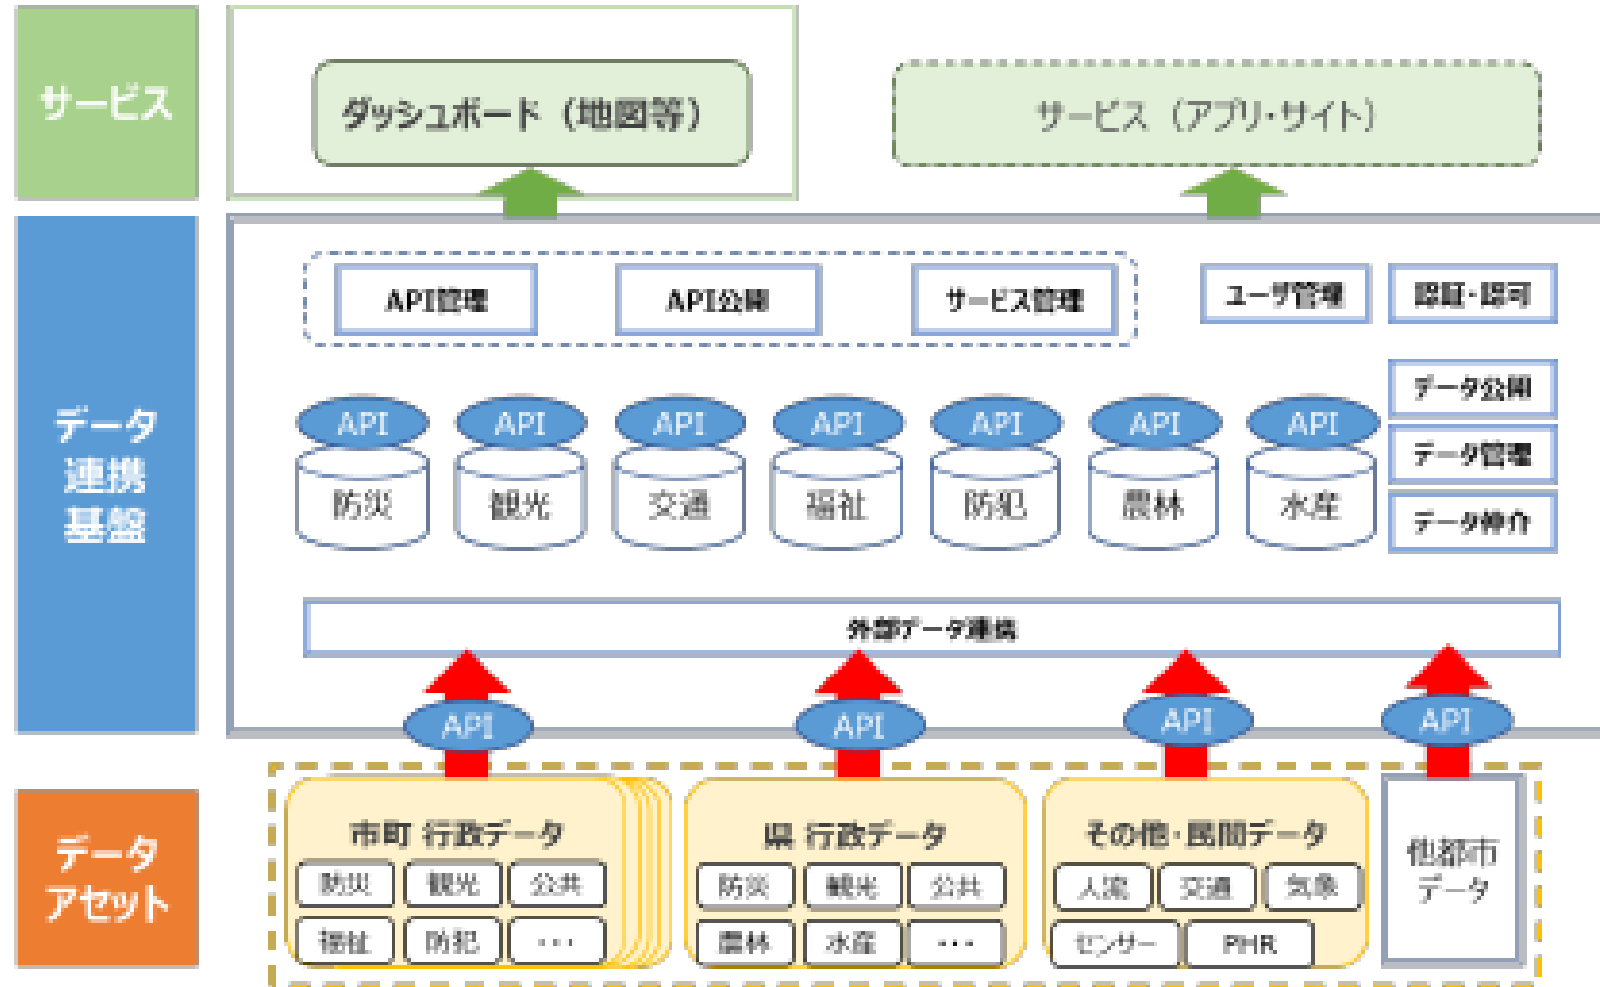 サービス
ダッシュボード（地図等）
サービス（アプリ・サイト）
データ
連携
基盤
API管理
API公開
サービス管理
ユーザ管理
認証・認可
データ公開
データ管理
データ仲介
API
API
API
API
API
API
API
防災
観光
交通
福祉
防犯
農林
水産
外部データ連携
API
API
API
API
データ
アセット
市町 行政データ
防災
観光
公共
福祉
防犯
…
県 行政データ
防災
観光
公共
農林
水産
…
その他・民間データ
人流
交通
気象
センサー
PHR
他都市
データ